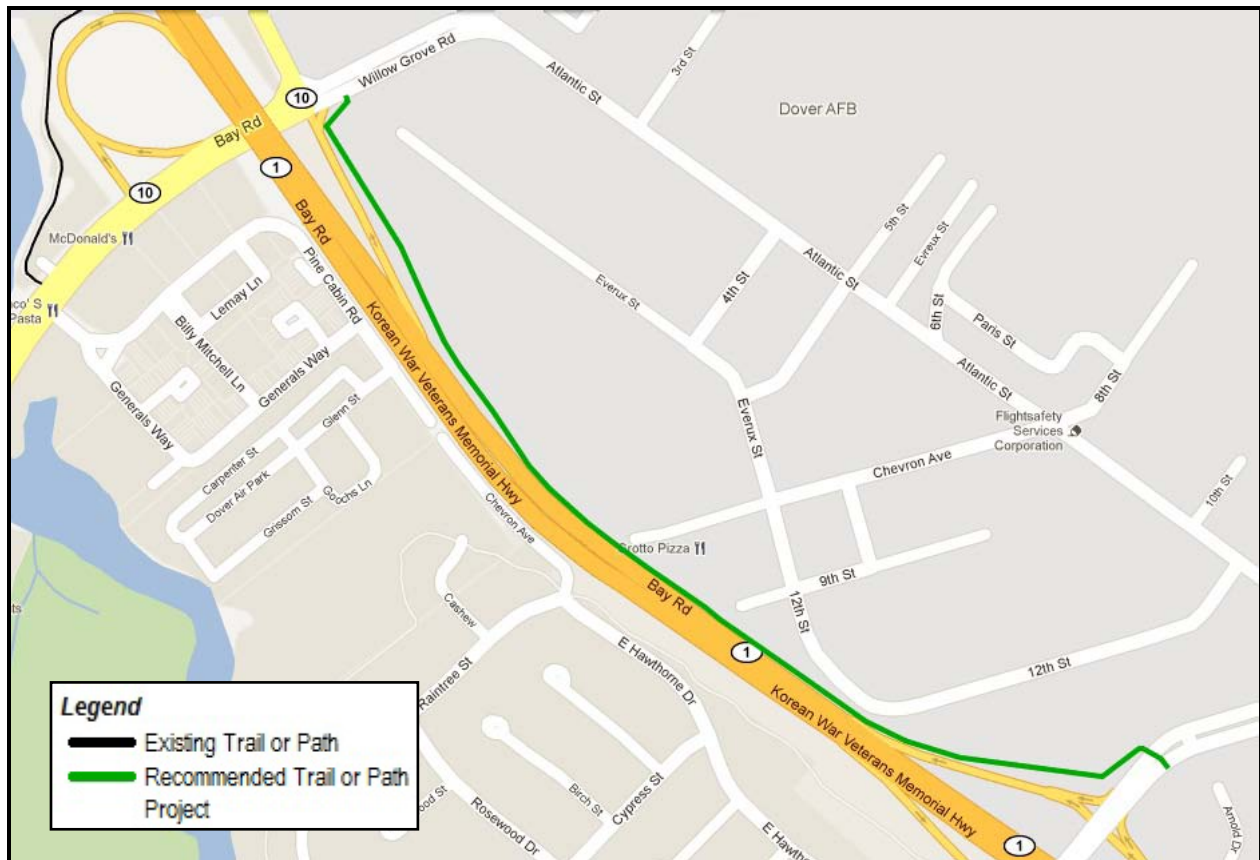 Willow Grove Rd
Atlantic St
3rd St
Dover AFB
10
Bay Rd
1
10
McDonald's
Bay Rd
Pine Cabin Rd
Korean War Veterans Memorial Hwy
Everux St
4th St
5th St
Evreux St
Atlantic St
6th St
Paris St
Atlantic St
8th St
co' S
Pasta
Lemay Ln
Billy Mitchell Ln
Generals Way
Generals Way
Glenn St
Carpenter St
Dover Air Park
Goochs Ln
Grissom St
Everux St
Flightsafety
Services
Corporation
Chevron Ave
10th St
Chevron Ave
Grotto Pizza
9th St
12th St
Bay Rd
1
12th St
Cashew
Raintree St
E Hawthorne Dr
Korean War Veterans Memorial Hwy
ts
Cypress St
Birch St
ood St
Rosewood Dr
E Hawtho
1
Arnold Dr
Legend
Existing Trail or Path
Recommended Trail or Path
Project